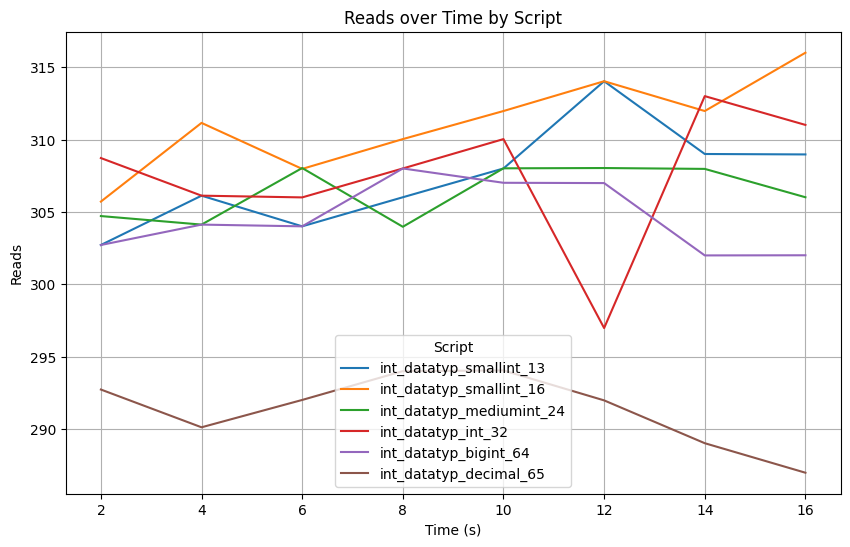 Reads over Time by Script
315
310
305
300
295
290
Reads
Script
int_datatyp_smallint_13
int_datatyp_smallint_16
int_datatyp_mediumint_24
int_datatyp_int_32
int_datatyp_bigint_64
int_datatyp_decimal_65
2 4 6 8 10 12 14 16
Time (s)